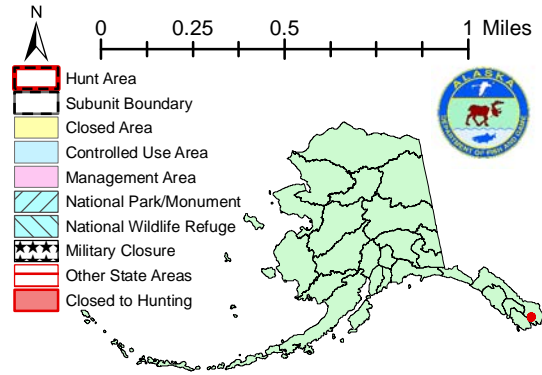 N
0 0.25 0.5 1 Miles
Hunt Area
Subunit Boundary
Closed Area
Controlled Use Area
Management Area
National Park/Monument
National Wildlife Refuge
Military Closure
Other State Areas
Closed to Hunting
ALASKA
DEPARTMENT OF FISH AND GAME